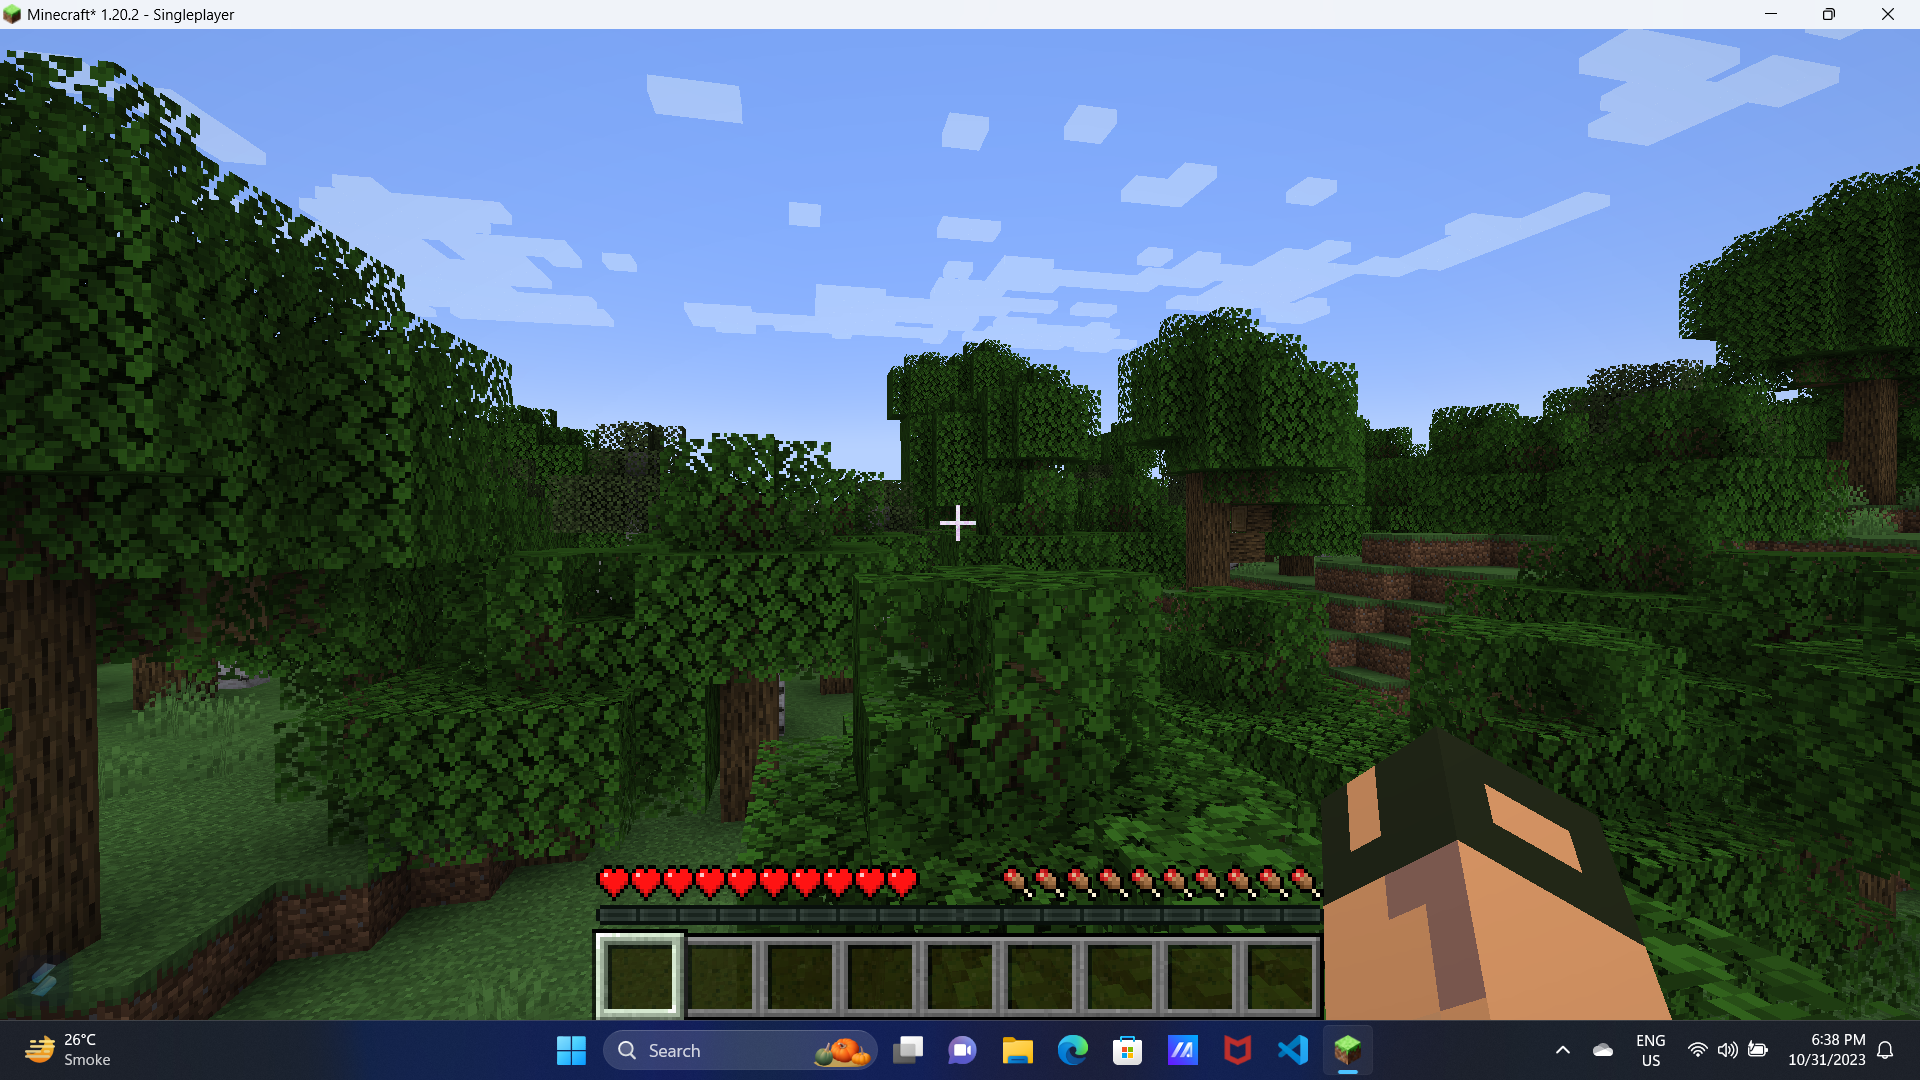 Minecraft* 1.20.2 - Singleplayer
26°C
Smoke
Search
ENG
US
6:38 PM
10/31/2023